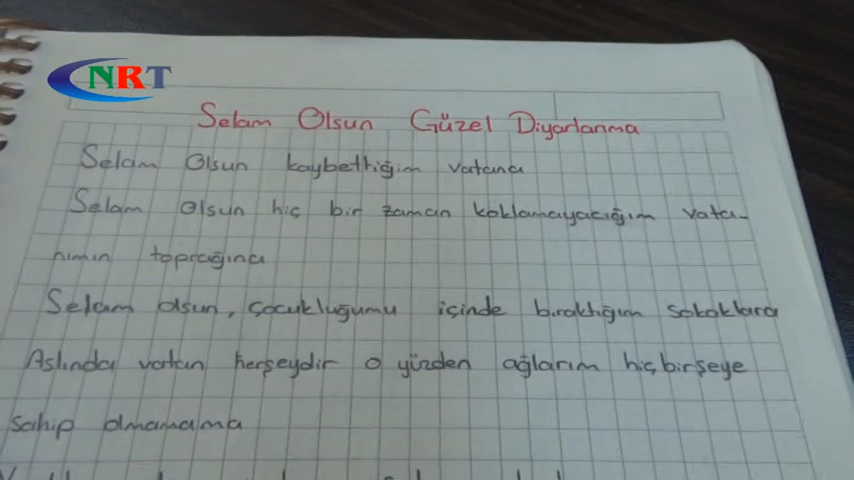 NRT
Selam Olsun Güzel Diyarlarıma
Selam Olsun kaybettiğim vatana
Selam olsun hiç bir zaman koklamayacığım vata-
nımın toprağına
Selam olsun, çocukluğumu içinde bıraktığım sokaklara
Aslında vatan herşeydir o yüzden ağlarım hiçbirşeye
sahip olmamama